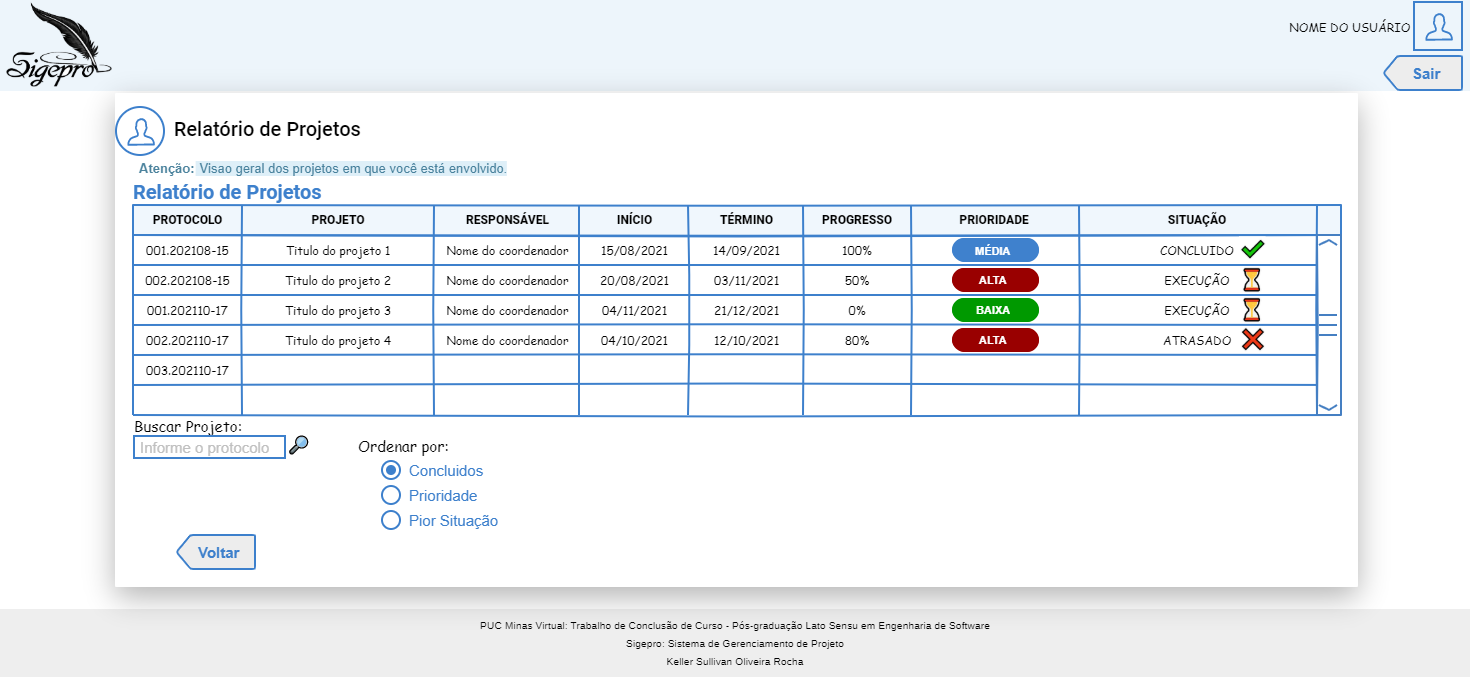 Sigepro
NOME DO USUÁRIO
Sair
Relatório de Projetos
Atenção: Visao geral dos projetos em que você está envolvido.
Relatório de Projetos
PROTOCOLO PROJETO RESPONSÁVEL INÍCIO TÉRMINO PROGRESSO PRIORIDADE SITUAÇÃO
001.202108-15 Titulo do projeto 1 Nome do coordenador 15/08/2021 14/09/2021 100% MÉDIA CONCLUIDO
002.202108-15 Titulo do projeto 2 Nome do coordenador 20/08/2021 03/11/2021 50% ALTA EXECUÇÃO
001.202110-17 Titulo do projeto 3 Nome do coordenador 04/11/2021 21/12/2021 0% BAIXA EXECUÇÃO
002.202110-17 Titulo do projeto 4 Nome do coordenador 04/10/2021 12/10/2021 80% ALTA ATRASADO
003.202110-17
Buscar Projeto:
Informe o protocolo
Ordenar por:
Concluidos
Prioridade
Pior Situação
Voltar
PUC Minas Virtual: Trabalho de Conclusão de Curso - Pós-graduação Lato Sensu em Engenharia de Software
Sigepro: Sistema de Gerenciamento de Projeto
Keller Sullivan Oliveira Rocha